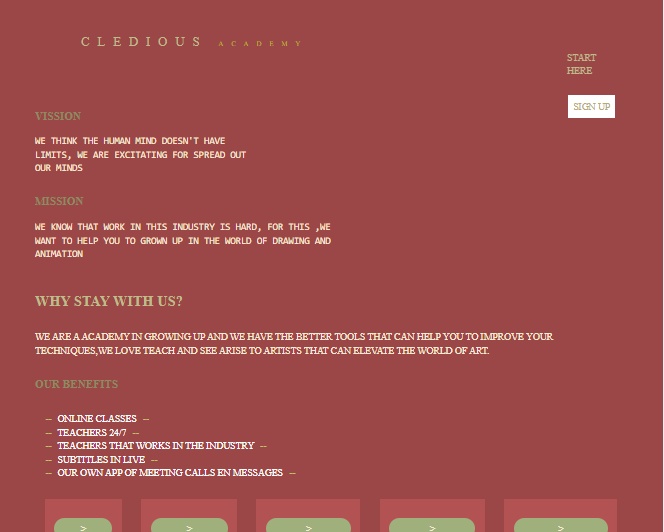 CLEDIOUS ACADEMY
START
HERE
SIGN UP
VISSION
WE THINK THE HUMAN MIND DOESN'T HAVE
LIMITS, WE ARE EXCITATING FOR SPREAD OUT
OUR MINDS
MISSION
WE KNOW THAT WORK IN THIS INDUSTRY IS HARD, FOR THIS ,WE
WANT TO HELP YOU TO GROWN UP IN THE WORLD OF DRAWING AND
ANIMATION
WHY STAY WITH US?
WE ARE A ACADEMY IN GROWING UP AND WE HAVE THE BETTER TOOLS THAT CAN HELP YOU TO IMPROVE YOUR
TECHNIQUES,WE LOVE TEACH AND SEE ARISE TO ARTISTS THAT CAN ELEVATE THE WORLD OF ART.
OUR BENEFITS
-- ONLINE CLASSES --
-- TEACHERS 24/7 --
-- TEACHERS THAT WORKS IN THE INDUSTRY --
-- SUBTITLES IN LIVE --
-- OUR OWN APP OF MEETING CALLS EN MESSAGES --
> > > > >